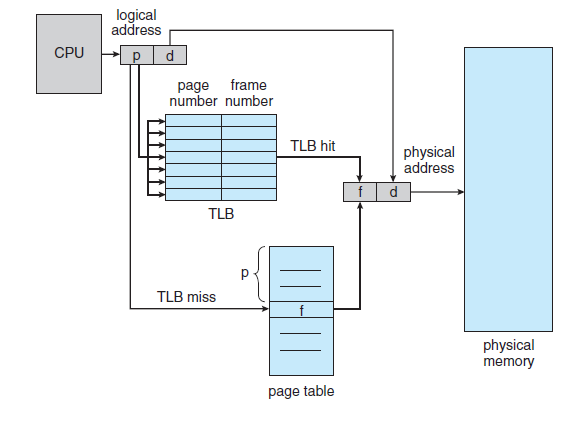 logical
address
CPU
p
d
page
number
frame
number
TLB hit
TLB
physical
address
f
d
p
TLB miss
f
page table
physical
memory